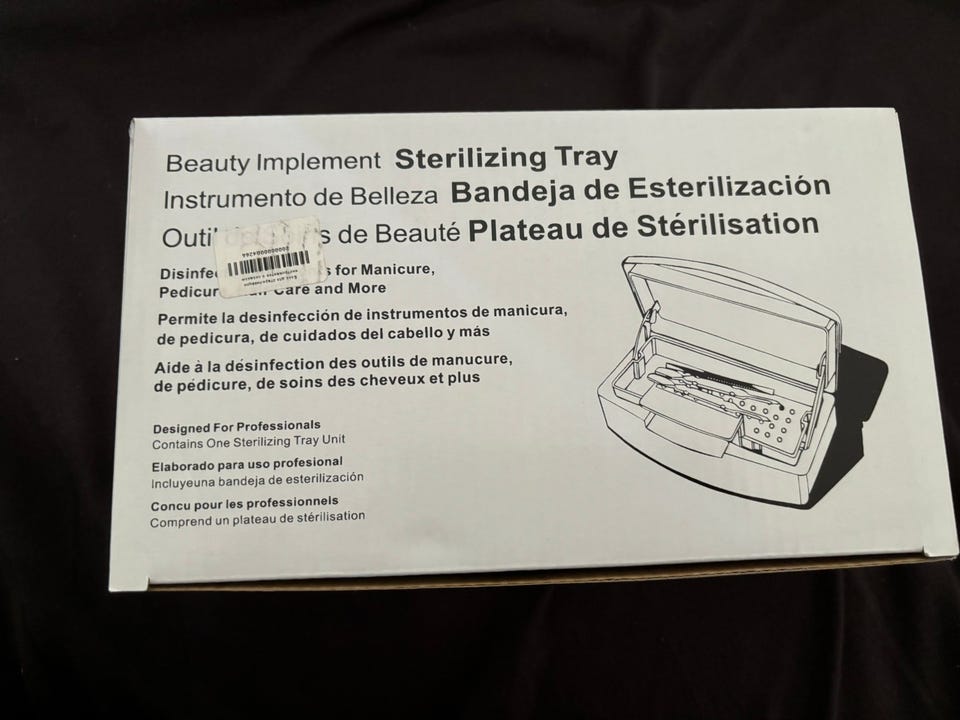 Beauty Implement Sterilizing Tray
Instrumento de Belleza Bandeja de Esterilización
Outi s de Beauté Plateau de Stérilisation
Disinfe s for Manicure,
Pedicur Care and More
Permite la desinfección de instrumentos de manicura,
de pedicura, de cuidados del cabello y más
Aide à la désinfection des outils de manucure,
de pédicure, de soins des cheveux et plus
Designed For Professionals
Contains One Sterilizing Tray Unit
Elaborado para uso profesional
Incluyeuna bandeja de esterilización
Concu pour les professionnels
Comprend un plateau de stérilisation